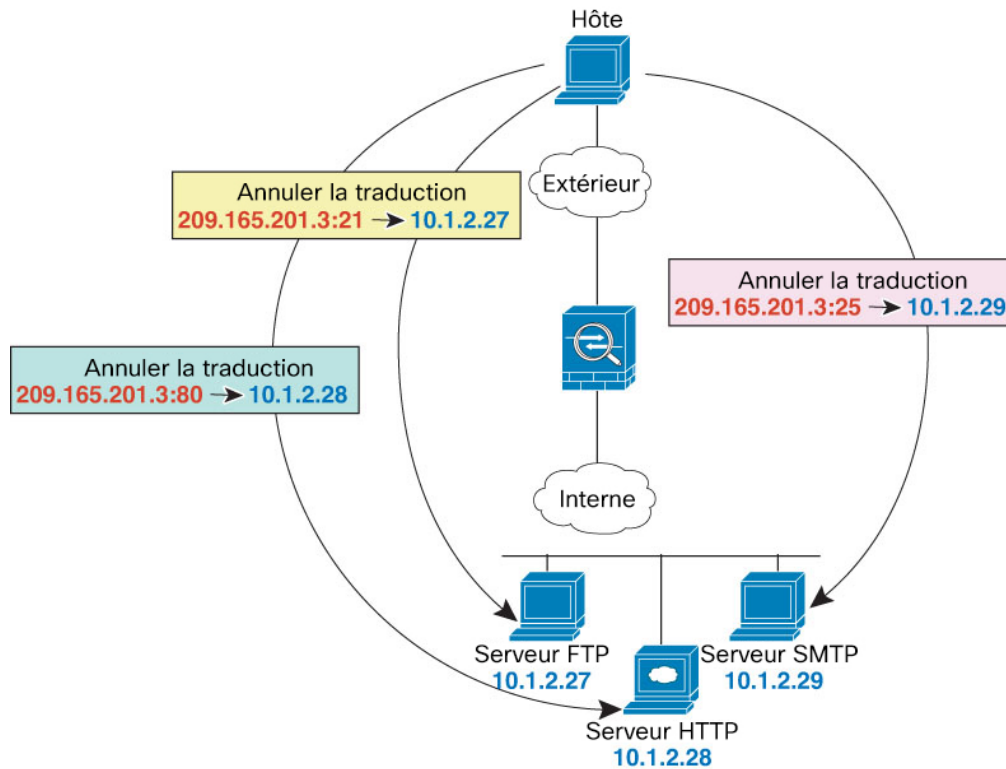 Hôte
Extérieur
Annuler la traduction
209.165.201.3:21 10.1.2.27
Annuler la traduction
209.165.201.3:25 10.1.2.29
Annuler la traduction
209.165.201.3:80 10.1.2.28
Interne
Serveur FTP
10.1.2.27
Serveur SMTP
10.1.2.29
Serveur HTTP
10.1.2.28